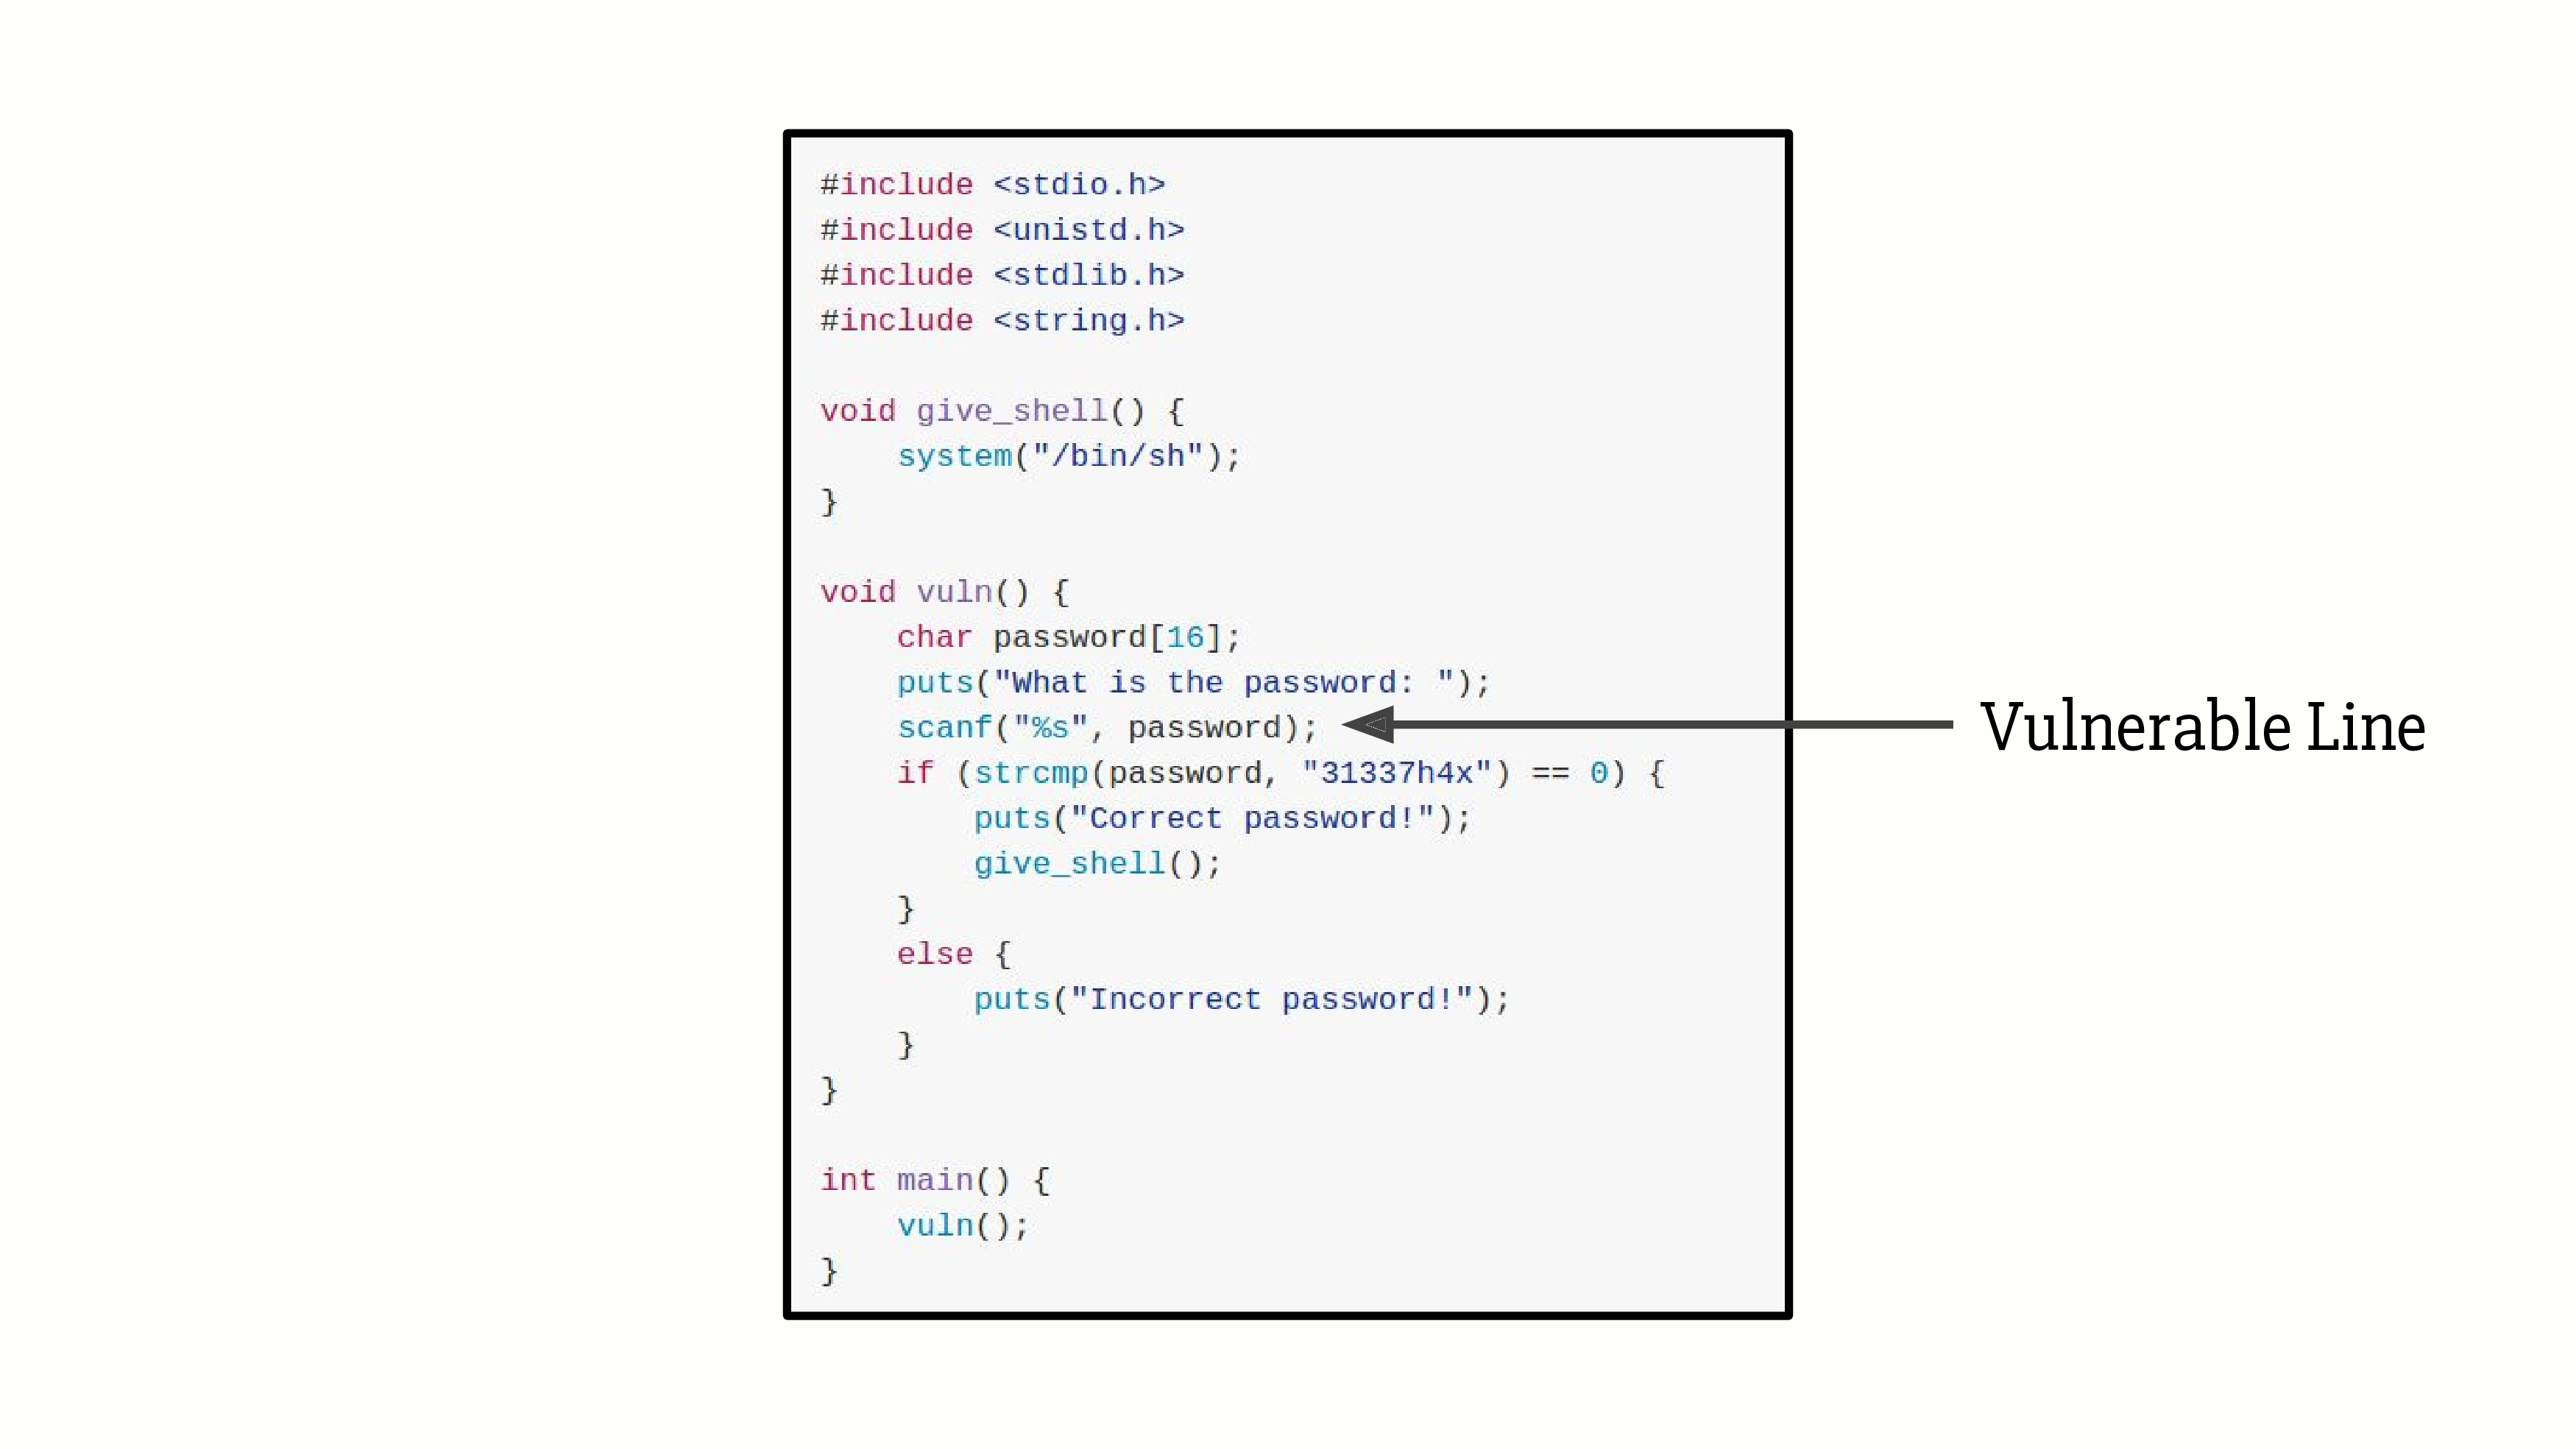 #include <stdio.h>
#include <unistd.h>
#include <stdlib.h>
#include <string.h>
void give_shell() {
    system("/bin/sh");
}
void vuln() {
    char password[16];
    puts("What is the password: ");
    scanf("%s", password);
Vulnerable Line
    if (strcmp(password, "31337h4x") == 0) {
        puts("Correct password!");
        give_shell();
    }
    else {
        puts("Incorrect password!");
    }
}
int main() {
    vuln();
}